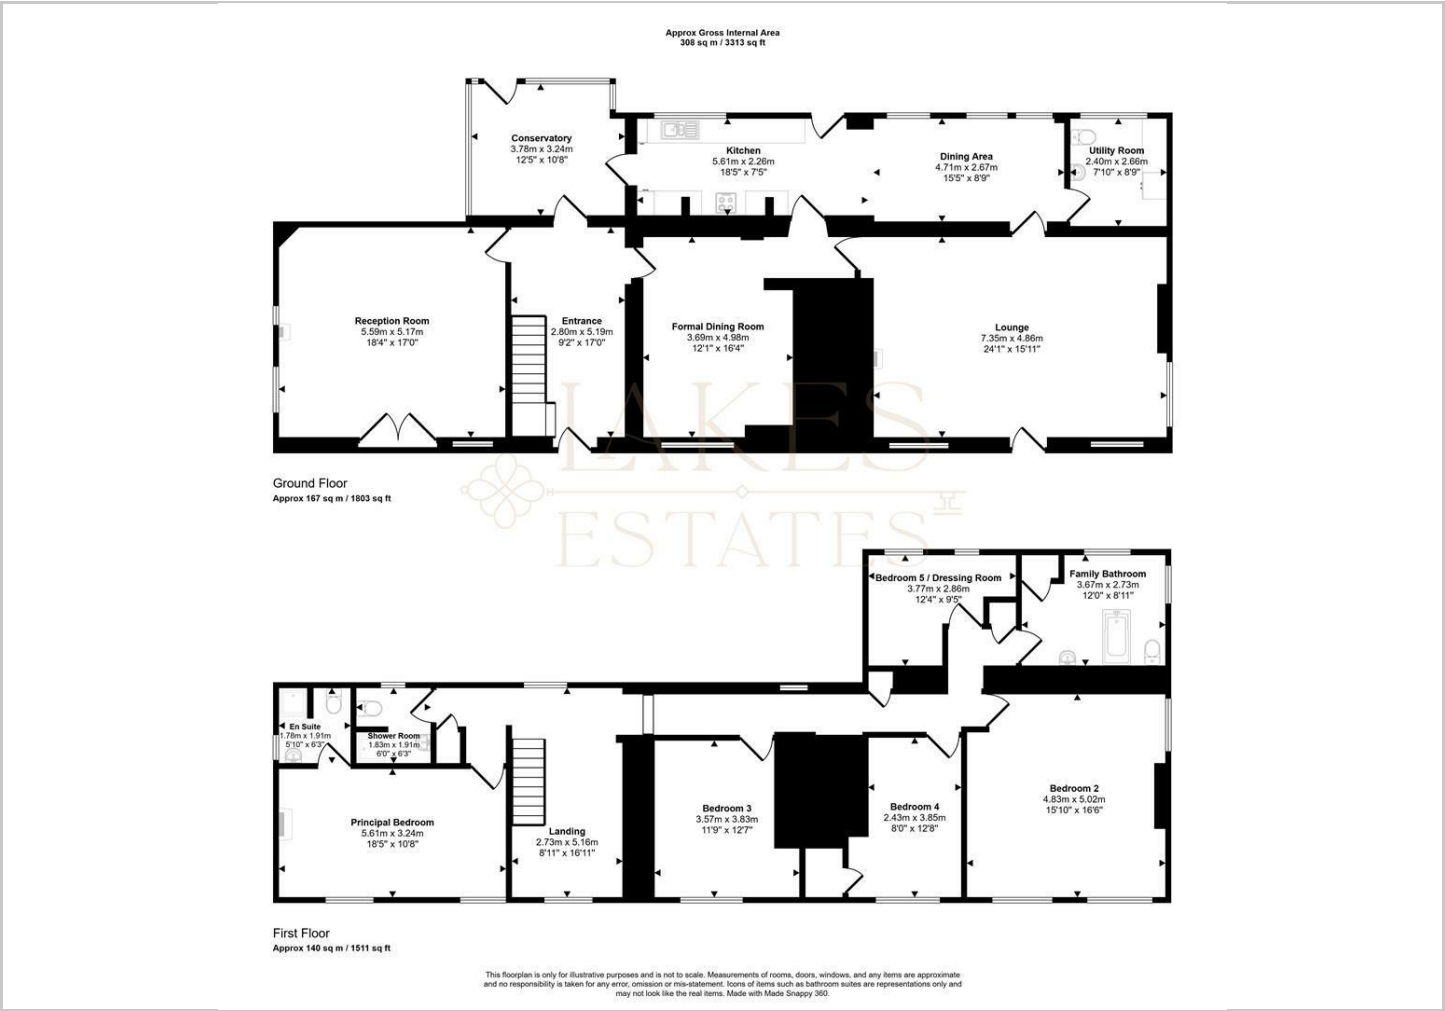 Approx Gross Internal Area
308 sq m / 3313 sq ft
Conservatory
3.78m x 3.24m
12'5" x 10'8"
Kitchen
5.61m x 2.26m
18'5" x 7'5"
Dining Area
4.71m x 2.67m
15'5" x 8'9"
Utility Room
2.40m x 2.66m
7'10" x 8'9"
Reception Room
5.59m x 5.17m
18'4" x 17'0"
Entrance
2.80m x 5.19m
9'2" x 17'0"
Formal Dining Room
3.69m x 4.98m
12'1" x 16'4"
Lounge
7.35m x 4.86m
24'1" x 15'11"
LAKES
ESTATES
Ground Floor
Approx 167 sq m / 1803 sq ft
Bedroom 5 / Dressing Room
3.77m x 2.86m
12'4" x 9'5"
Family Bathroom
3.67m x 2.73m
12'0" x 8'11"
En Suite
1.78m x 1.91m
5'10" x 6'3"
Shower Room
1.83m x 1.91m
6'0" x 6'3"
Principal Bedroom
5.61m x 3.24m
18'5" x 10'8"
Landing
2.73m x 5.16m
8'11" x 16'11"
Bedroom 3
3.57m x 3.83m
11'9" x 12'7"
Bedroom 4
2.43m x 3.85m
8'0" x 12'8"
Bedroom 2
4.83m x 5.02m
15'10" x 16'6"
First Floor
Approx 140 sq m / 1511 sq ft
This floorplan is only for illustrative purposes and is not to scale. Measurements of rooms, doors, windows, and any items are approximate
and no responsibility is taken for any error, omission or mis-statement. Icons of items such as bathroom suites are representations only and
may not look like the real items. Made with Made Snappy 360.